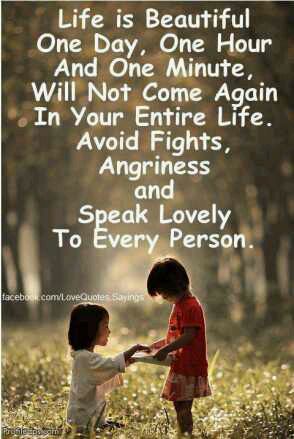 Life is Beautiful
One Day, One Hour
And One Minute,
Will Not Come Again
In Your Entire Life.
Avoid Fights,
Angriness
and
Speak Lovely
To Every Person.
facebook.com/LoveQuotes.Sayings